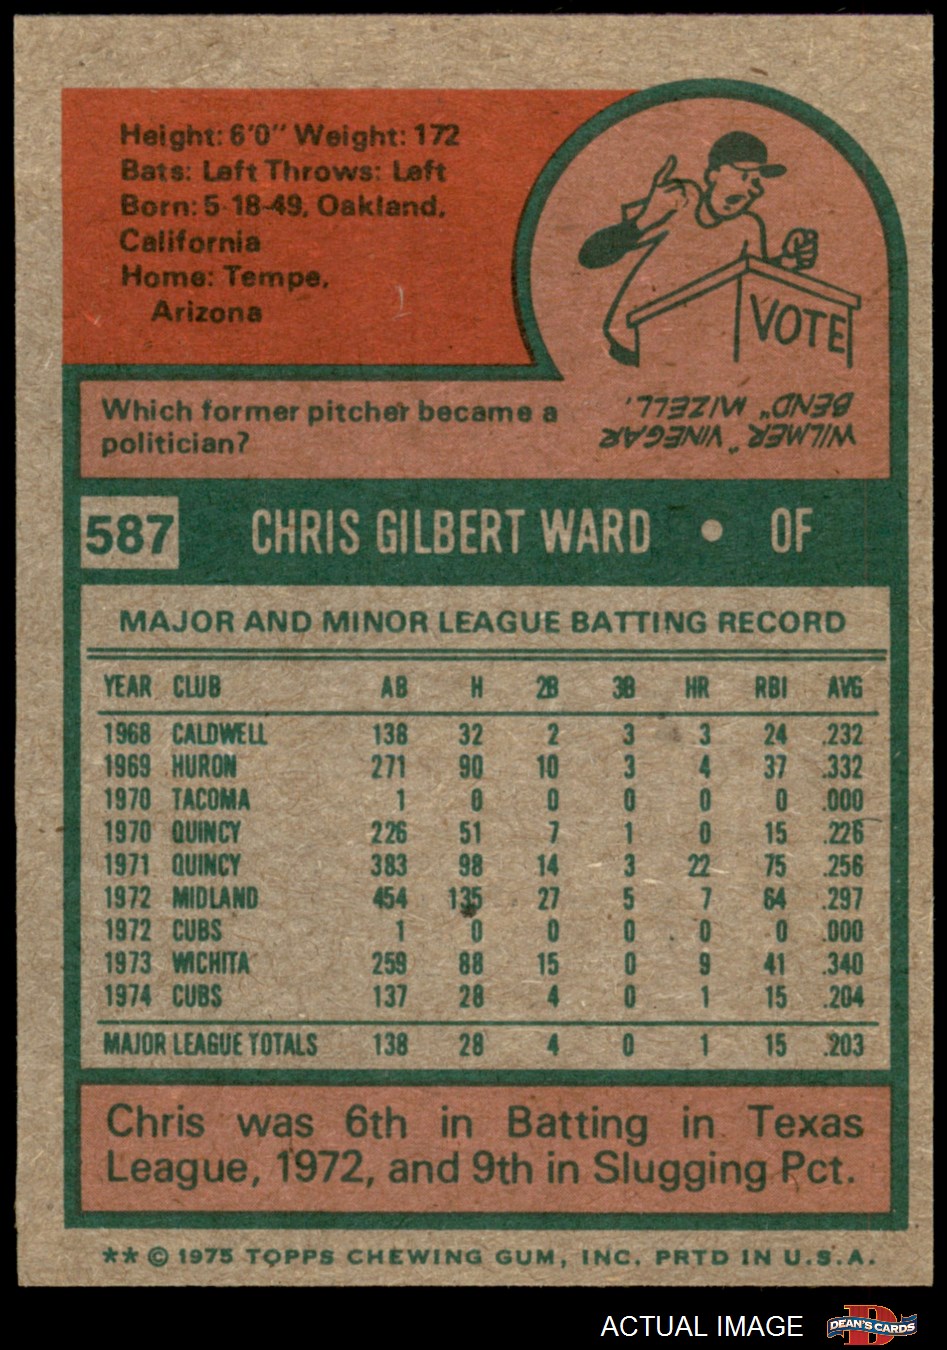 Height: 6'0" Weight: 172
Bats: Left Throws: Left
Born: 5-18-49, Oakland,
California
Home: Tempe,
Arizona
VOTE
Which former pitcher became a
politician?
WILMER "VINEGAR
BEND" MIZELL.
587 CHRIS GILBERT WARD • OF
MAJOR AND MINOR LEAGUE BATTING RECORD
YEAR CLUB AB H 2B 3B HR RBI AVG
1968 CALDWELL 138 32 2 3 3 24 .232
1969 HURON 271 90 10 3 4 37 .332
1970 TACOMA 1 0 0 0 0 0 .000
1970 QUINCY 226 51 7 1 0 15 .226
1971 QUINCY 383 98 14 3 22 75 .256
1972 MIDLAND 454 135 27 5 7 64 .297
1972 CUBS 1 0 0 0 0 0 .000
1973 WICHITA 259 88 15 0 9 41 .340
1974 CUBS 137 28 4 0 1 15 .204
MAJOR LEAGUE TOTALS 138 28 4 0 1 15 .203
Chris was 6th in Batting in Texas
League, 1972, and 9th in Slugging Pct.
** © 1975 TOPPS CHEWING GUM, INC. PRTD IN U.S.A.
ACTUAL IMAGE
DEAN'S CARDS